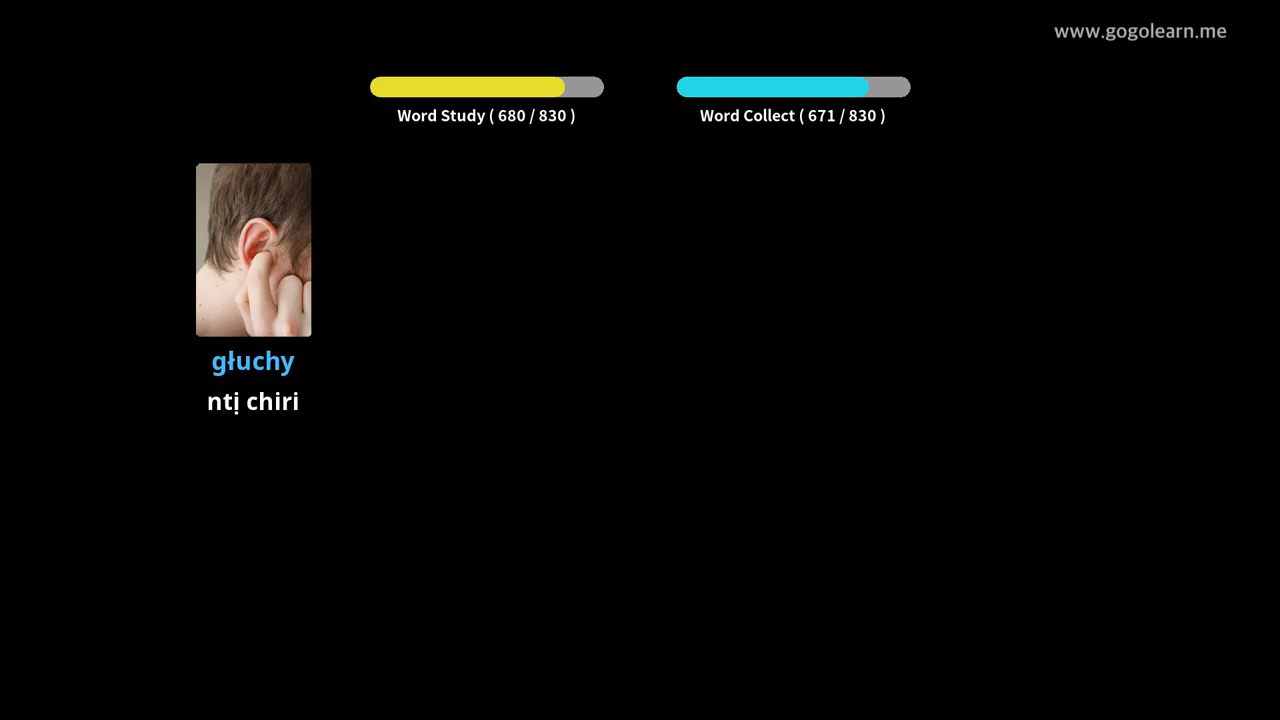 www.gogolearn.me
Word Study ( 680 / 830 )
Word Collect ( 671 / 830 )
głuchy
ntị chiri